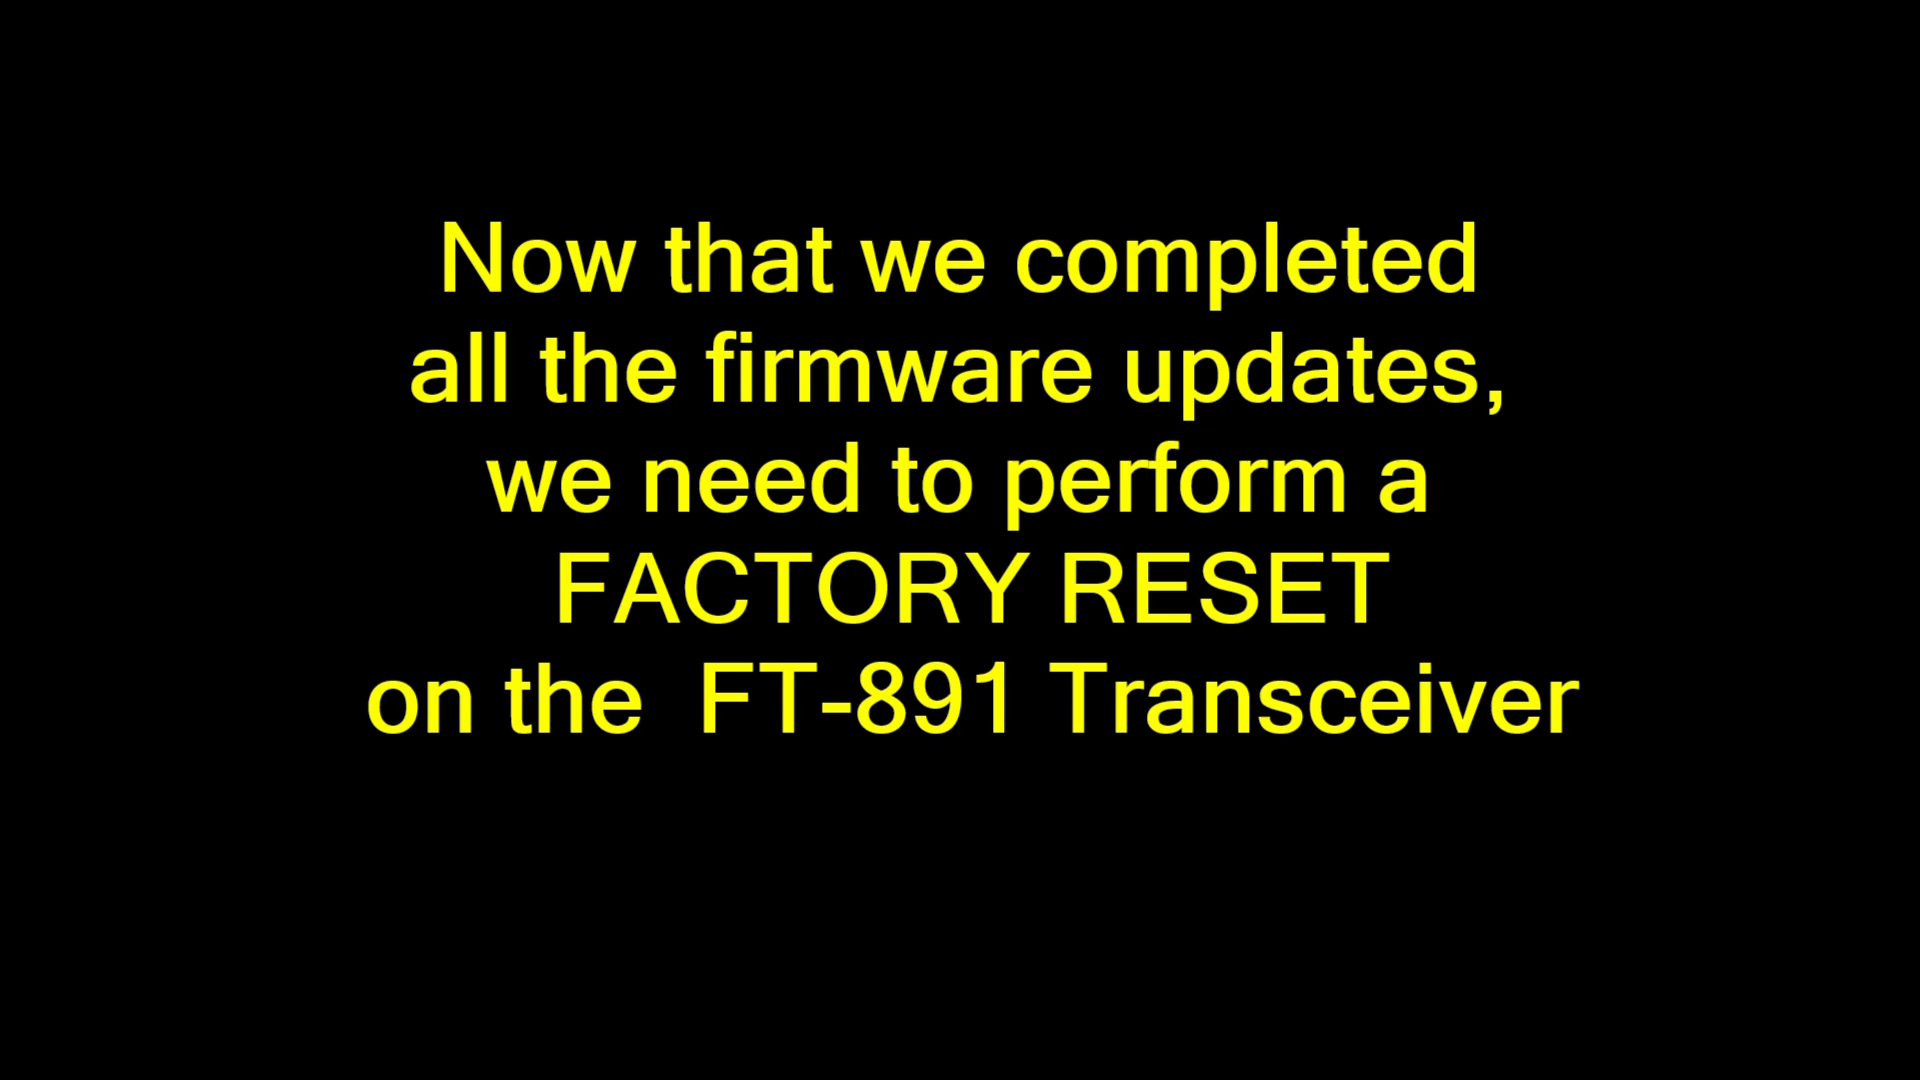 Now that we completed
all the firmware updates,
we need to perform a
FACTORY RESET
on the  FT-891 Transceiver